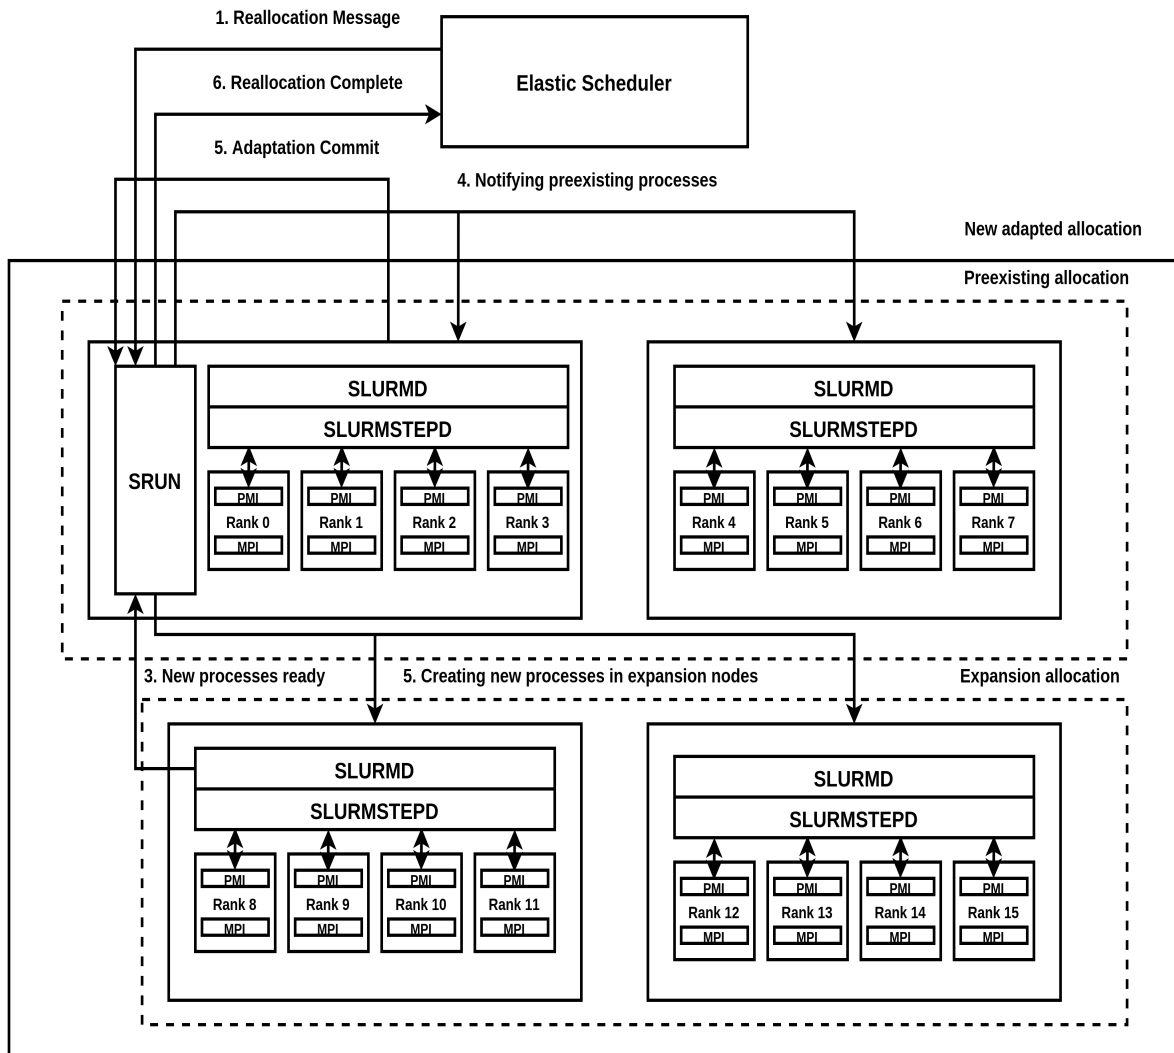 1. Reallocation Message
Elastic Scheduler
6. Reallocation Complete
5. Adaptation Commit
4. Notifying preexisting processes
New adapted allocation
Preexisting allocation
SRUN
SLURMD
SLURMSTEPD
PMI PMI PMI PMI
Rank 0 Rank 1 Rank 2 Rank 3
MPI MPI MPI MPI
SLURMD
SLURMSTEPD
PMI PMI PMI PMI
Rank 4 Rank 5 Rank 6 Rank 7
MPI MPI MPI MPI
3. New processes ready
5. Creating new processes in expansion nodes
Expansion allocation
SLURMD
SLURMSTEPD
PMI PMI PMI PMI
Rank 8 Rank 9 Rank 10 Rank 11
MPI MPI MPI MPI
SLURMD
SLURMSTEPD
PMI PMI PMI PMI
Rank 12 Rank 13 Rank 14 Rank 15
MPI MPI MPI MPI